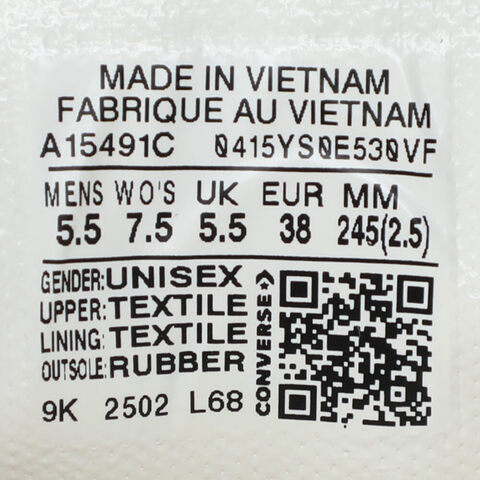 MADE IN VIETNAM
FABRIQUE AU VIETNAM
A15491C 0415YS0E530VF
MENS WO'S UK EUR MM
5.5 7.5 5.5 38 245(2.5)
GENDER:UNISEX
UPPER:TEXTILE
LINING:TEXTILE
OUTSOLE:RUBBER
9K 2502 L68
CONVERSE